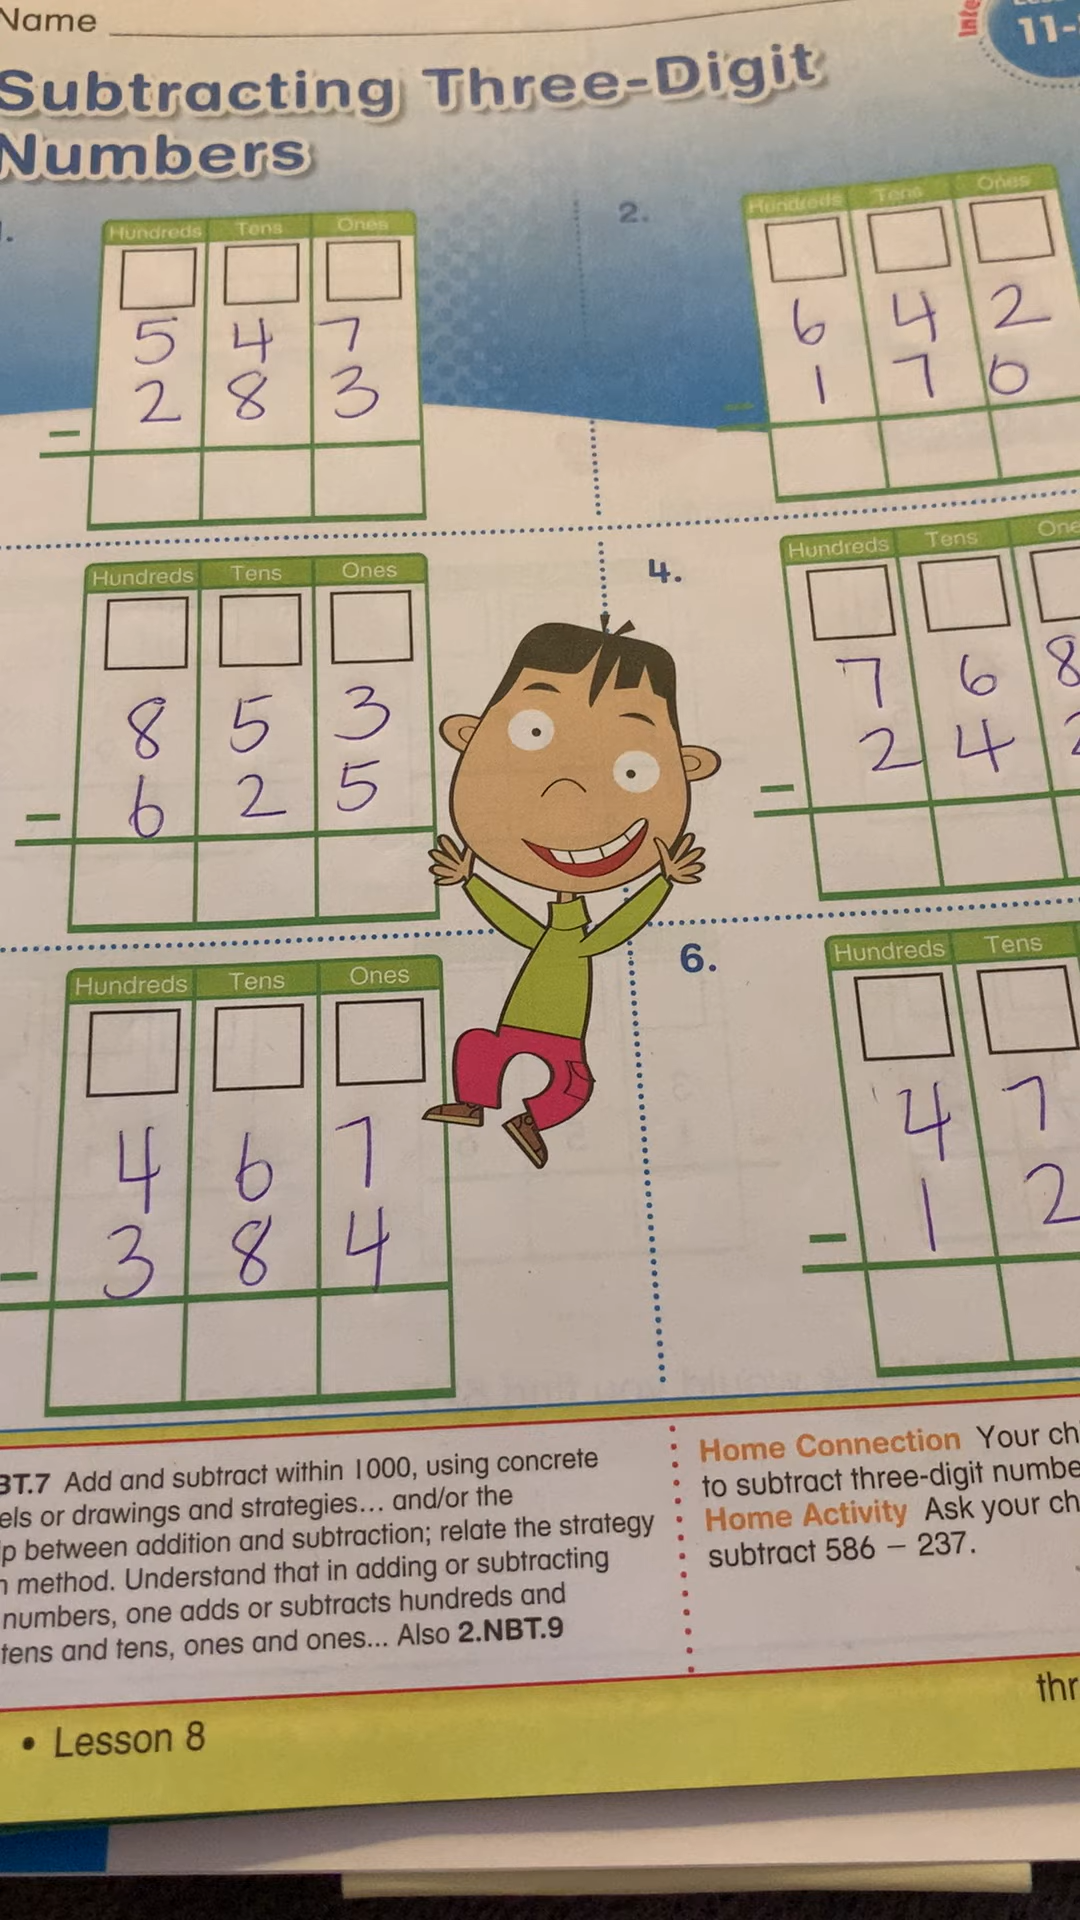 Name
11-
Subtracting Three-Digit
Numbers
2.
Hundreds Tens Ones
5 4 7
- 2 8 3
Hundreds Tens Ones
6 4 2
- 1 7 0
Hundreds Tens Ones
8 5 3
- 6 2 5
4.
Hundreds Tens One
7 6 8
- 2 4
Hundreds Tens Ones
4 6 7
- 3 8 4
6.
Hundreds Tens
4 7
- 1 2
BT.7 Add and subtract within 1000, using concrete
els or drawings and strategies... and/or the
p between addition and subtraction; relate the strategy
method. Understand that in adding or subtracting
numbers, one adds or subtracts hundreds and
tens and tens, ones and ones... Also 2.NBT.9
Home Connection Your ch
to subtract three-digit numbe
Home Activity Ask your ch
subtract 586 – 237.
thr
• Lesson 8